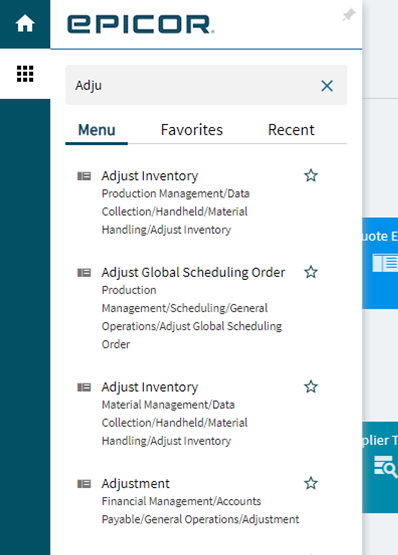 EPICOR
Adju
Menu Favorites Recent
Adjust Inventory
Production Management/Data
Collection/Handheld/Material
Handling/Adjust Inventory
Adjust Global Scheduling Order
Production
Management/Scheduling/General
Operations/Adjust Global Scheduling
Order
Adjust Inventory
Material Management/Data
Collection/Handheld/Material
Handling/Adjust Inventory
Adjustment
Financial Management/Accounts
Payable/General Operations/Adjustment
uote E
plier T